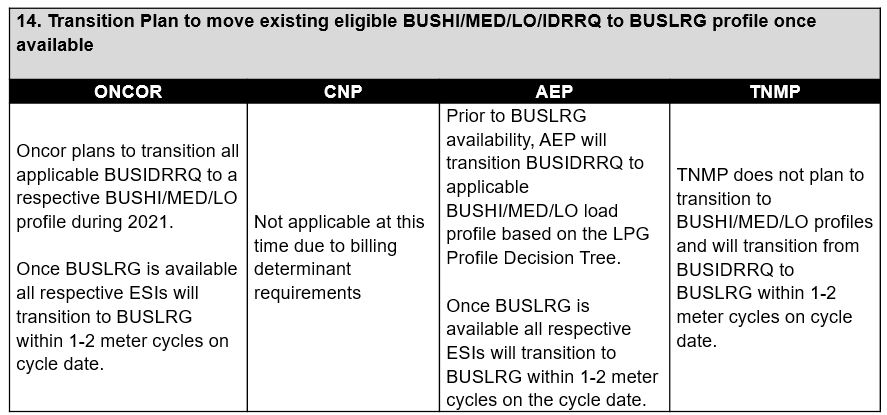 14. Transition Plan to move existing eligible BUSHI/MED/LO/IDRRQ to BUSLRG profile once
available
ONCOR
CNP
AEP
TNMP
Oncor plans to transition all
applicable BUSIDRRQ to a
respective BUSHI/MED/LO
profile during 2021.
Once BUSLRG is available
all respective ESIs will
transition to BUSLRG
within 1-2 meter cycles on
cycle date.
Not applicable at this
time due to billing
determinant
requirements
Prior to BUSLRG
availability, AEP will
transition BUSIDRRQ to
applicable
BUSHI/MED/LO load
profile based on the LPG
Profile Decision Tree.
Once BUSLRG is
available all respective
ESIs will transition to
BUSLRG within 1-2 meter
cycles on the cycle date.
TNMP does not plan to
transition to
BUSHI/MED/LO profiles
and will transition from
BUSIDRRQ to
BUSLRG within 1-2
meter cycles on cycle
date.